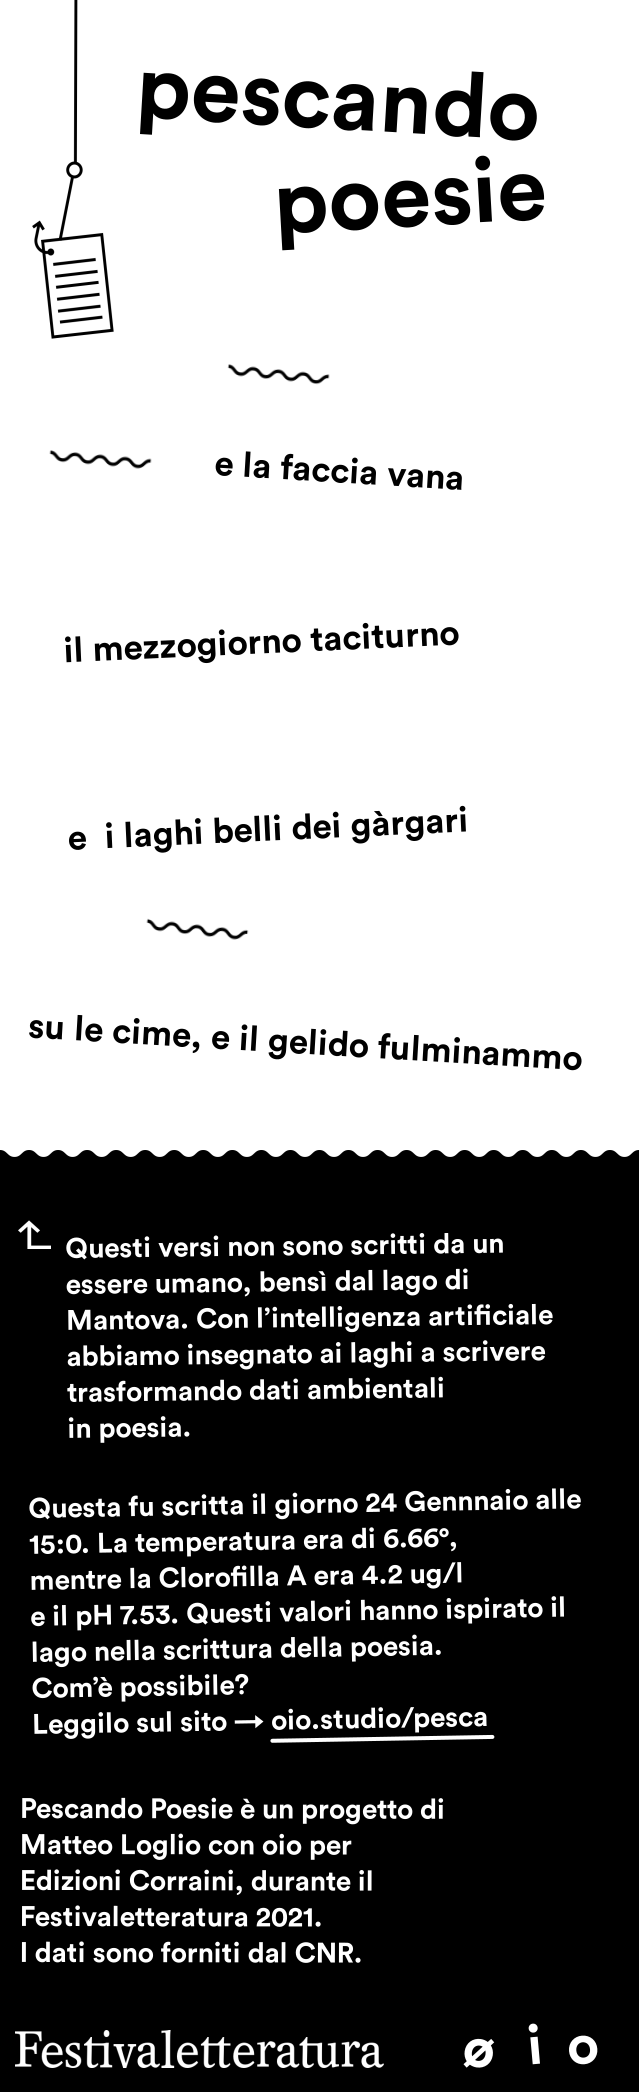 pescando
poesie
e la faccia vana
il mezzogiorno taciturno
e  i laghi belli dei gàrgari
su le cime, e il gelido fulminammo
Questi versi non sono scritti da un
essere umano, bensì dal lago di
Mantova. Con l'intelligenza artificiale
abbiamo insegnato ai laghi a scrivere
trasformando dati ambientali
in poesia.
Questa fu scritta il giorno 24 Gennnaio alle
15:0. La temperatura era di 6.66°,
mentre la Clorofilla A era 4.2 ug/l
e il pH 7.53. Questi valori hanno ispirato il
lago nella scrittura della poesia.
Com'è possibile?
Leggilo sul sito → oio.studio/pesca
Pescando Poesie è un progetto di
Matteo Loglio con oio per
Edizioni Corraini, durante il
Festivaletteratura 2021.
I dati sono forniti dal CNR.
Festivaletteratura ø i o